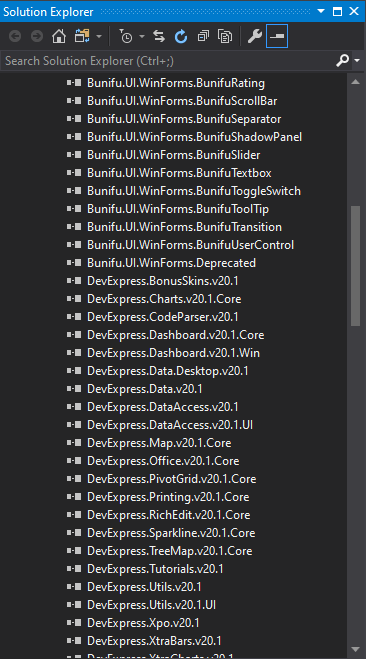 Solution Explorer
Search Solution Explorer (Ctrl+;)
Bunifu.UI.WinForms.BunifuRating
Bunifu.UI.WinForms.BunifuScrollBar
Bunifu.UI.WinForms.BunifuSeparator
Bunifu.UI.WinForms.BunifuShadowPanel
Bunifu.UI.WinForms.BunifuSlider
Bunifu.UI.WinForms.BunifuTextbox
Bunifu.UI.WinForms.BunifuToggleSwitch
Bunifu.UI.WinForms.BunifuToolTip
Bunifu.UI.WinForms.BunifuTransition
Bunifu.UI.WinForms.BunifuUserControl
Bunifu.UI.WinForms.Deprecated
DevExpress.BonusSkins.v20.1
DevExpress.Charts.v20.1.Core
DevExpress.CodeParser.v20.1
DevExpress.Dashboard.v20.1.Core
DevExpress.Dashboard.v20.1.Win
DevExpress.Data.Desktop.v20.1
DevExpress.Data.v20.1
DevExpress.DataAccess.v20.1
DevExpress.DataAccess.v20.1.UI
DevExpress.Map.v20.1.Core
DevExpress.Office.v20.1.Core
DevExpress.PivotGrid.v20.1.Core
DevExpress.Printing.v20.1.Core
DevExpress.RichEdit.v20.1.Core
DevExpress.Sparkline.v20.1.Core
DevExpress.TreeMap.v20.1.Core
DevExpress.Tutorials.v20.1
DevExpress.Utils.v20.1
DevExpress.Utils.v20.1.UI
DevExpress.Xpo.v20.1
DevExpress.XtraBars.v20.1
DevExpress.XtraCharts.v20.1